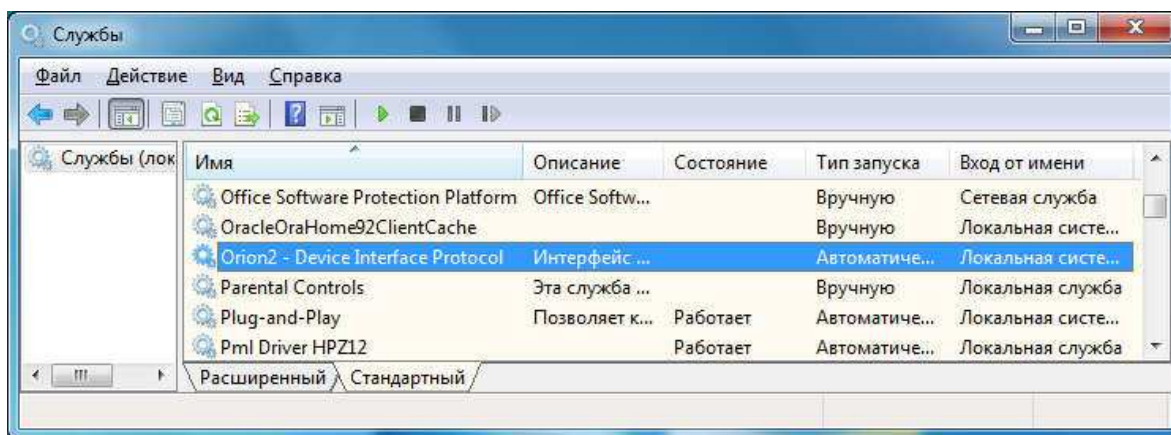 Службы
Файл Действие Вид Справка
Службы (лок
Имя Описание Состояние Тип запуска Вход от имени
Office Software Protection Platform Office Softw... Вручную Сетевая служба
OracleOraHome92ClientCache Вручную Локальная систе...
Orion2 - Device Interface Protocol Интерфейс ... Автоматиче... Локальная систе...
Parental Controls Эта служба ... Вручную Локальная служба
Plug-and-Play Позволяет к... Работает Автоматиче... Локальная систе...
Pml Driver HPZ12 Работает Автоматиче... Локальная служба
Расширенный Стандартный